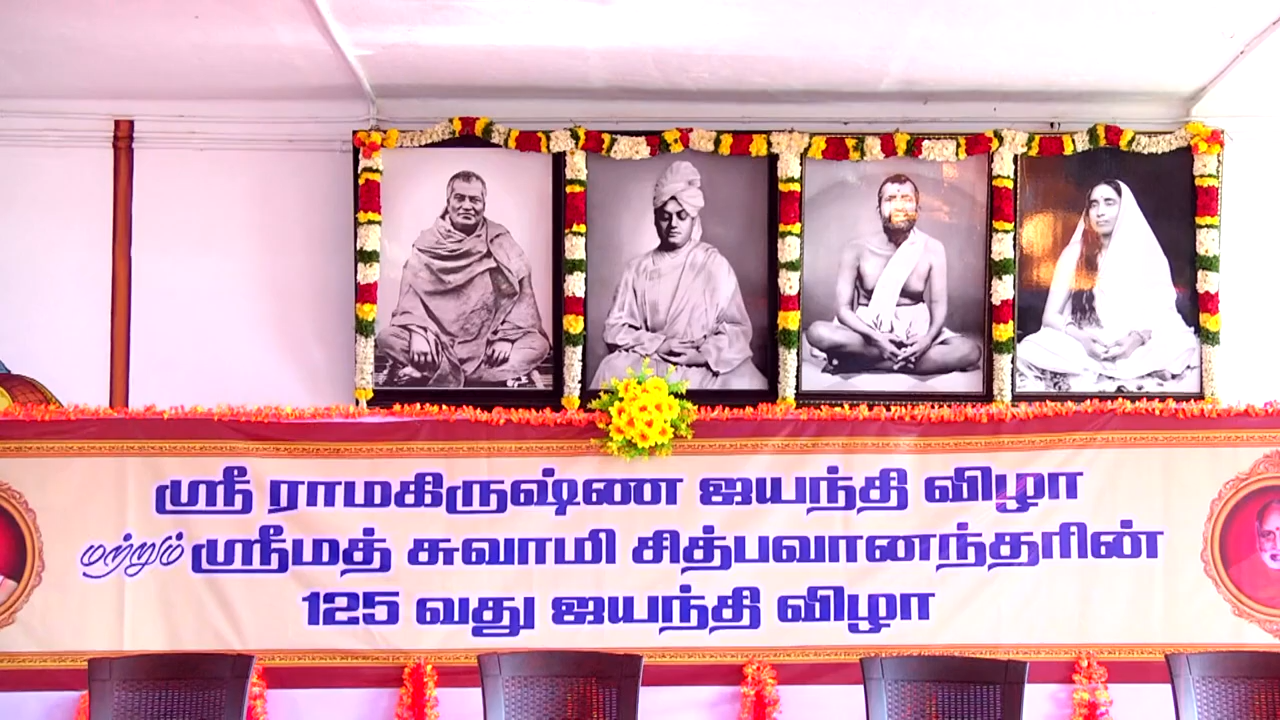 ஸ்ரீ ராமகிருஷ்ண ஜயந்தி விழா
மற்றும் ஸ்ரீமத் சுவாமி சித்பவானந்தரின்
125 வது ஜயந்தி விழா